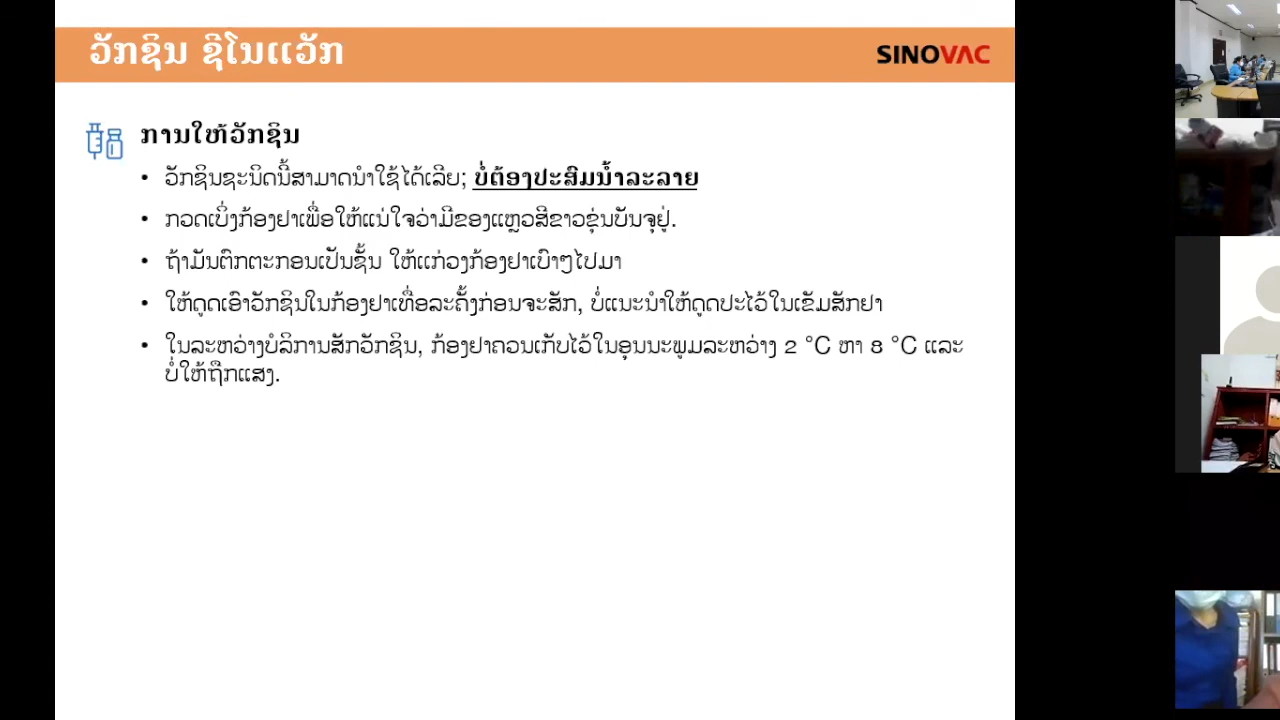 ວັກຊິນ ຊີໂນແວັກ
SINOVAC
ການໃຫ້ວັກຊິນ
• ວັກຊິນຊະນິດນີ້ສາມາດນຳໃຊ້ໄດ້ເລີຍ; ບໍ່ຕ້ອງປະສົມນ້ຳລະລາຍ
• ກວດເບິ່ງກ້ອງຢາເພື່ອໃຫ້ແນ່ໃຈວ່າມີຂອງແຫຼວສີຂາວຂຸ່ນບັນຈຸຢູ່.
• ຖ້າມັນຕົກຕະກອນເປັນຊັ້ນ ໃຫ້ແກ່ວງກ້ອງຢາເບົາໆໄປມາ
• ໃຫ້ດູດເອົາວັກຊິນໃນກ້ອງຢາເທື່ອລະຄັ້ງກ່ອນຈະສັກ, ບໍ່ແນະນຳໃຫ້ດູດປະໄວ້ໃນເຂັມສັກຢາ
• ໃນລະຫວ່າງບໍລິການສັກວັກຊິນ, ກ້ອງຢາຄວນເກັບໄວ້ໃນອຸນນະພູມລະຫວ່າງ 2 °C ຫາ 8 °C ແລະ
ບໍ່ໃຫ້ຖືກແສງ.